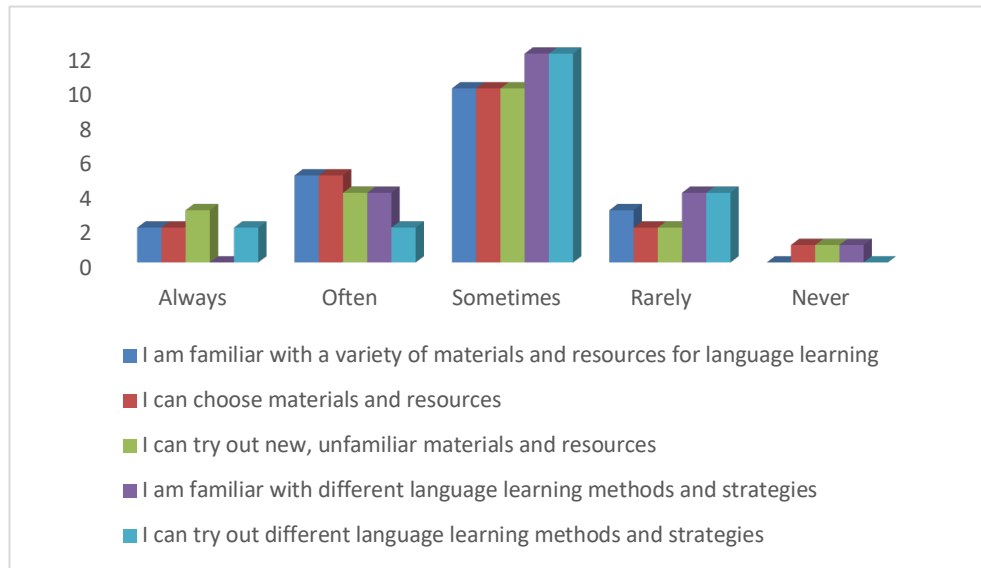 12
10
8
6
4
2
0
Always Often Sometimes Rarely Never
I am familiar with a variety of materials and resources for language learning
I can choose materials and resources
I can try out new, unfamiliar materials and resources
I am familiar with different language learning methods and strategies
I can try out different language learning methods and strategies